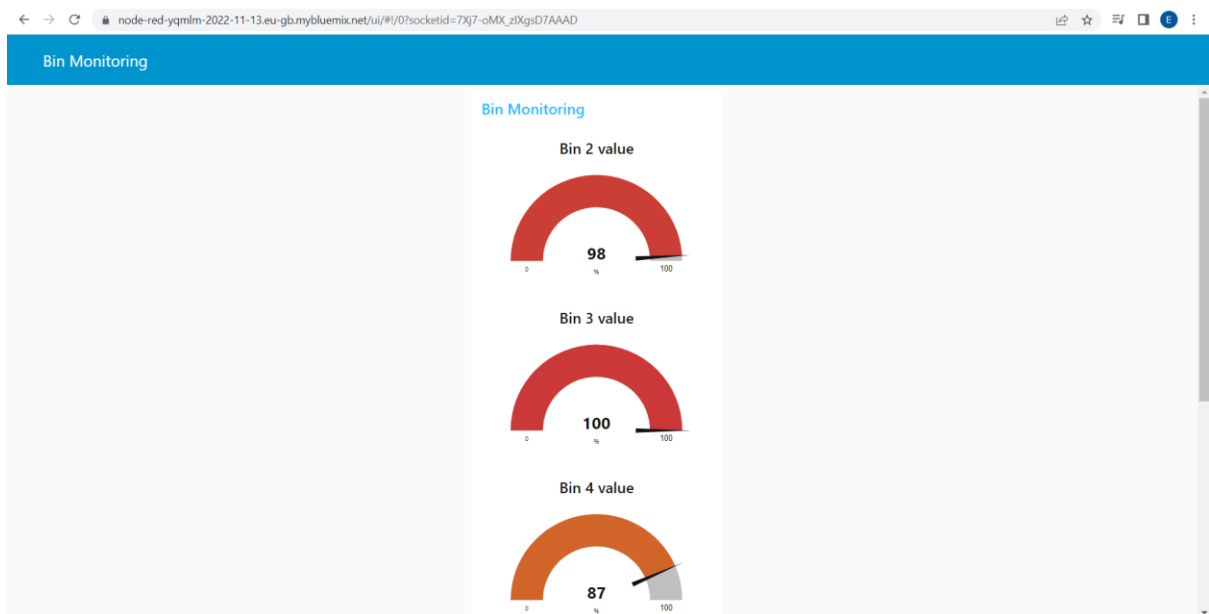 node-red-yqmlm-2022-11-13.eu-gb.mybluemix.net/ui/#!/0?socketid=7Xj7-oMX_zIXgsD7AAAD
E
Bin Monitoring
Bin Monitoring
Bin 2 value
98
0 % 100
Bin 3 value
100
0 % 100
Bin 4 value
87
0 % 100